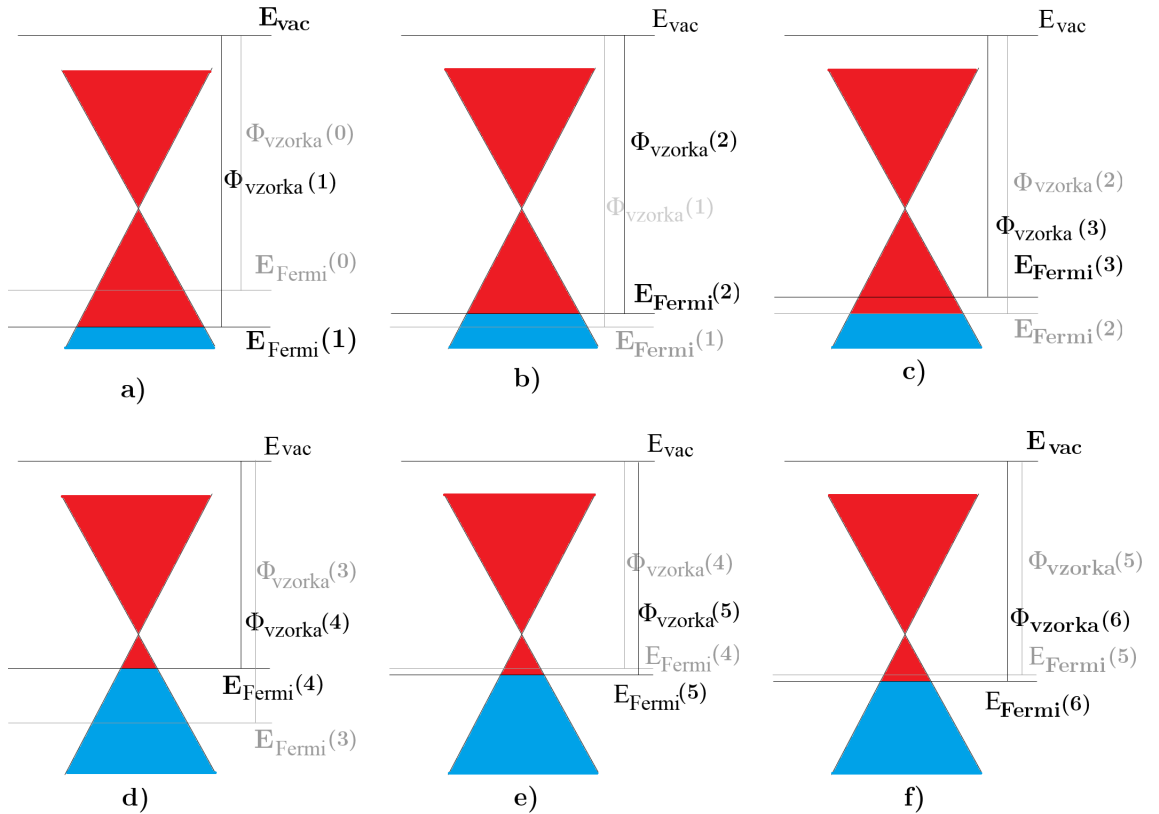 E_vac
Φ_vzorka(0)
Φ_vzorka(1)
E_Fermi(0)
E_Fermi(1)
a)
E_vac
Φ_vzorka(2)
Φ_vzorka(1)
E_Fermi(2)
E_Fermi(1)
b)
E_vac
Φ_vzorka(2)
Φ_vzorka(3)
E_Fermi(3)
E_Fermi(2)
c)
E_vac
Φ_vzorka(3)
Φ_vzorka(4)
E_Fermi(4)
E_Fermi(3)
d)
E_vac
Φ_vzorka(4)
Φ_vzorka(5)
E_Fermi(4)
E_Fermi(5)
e)
E_vac
Φ_vzorka(5)
Φ_vzorka(6)
E_Fermi(5)
E_Fermi(6)
f)